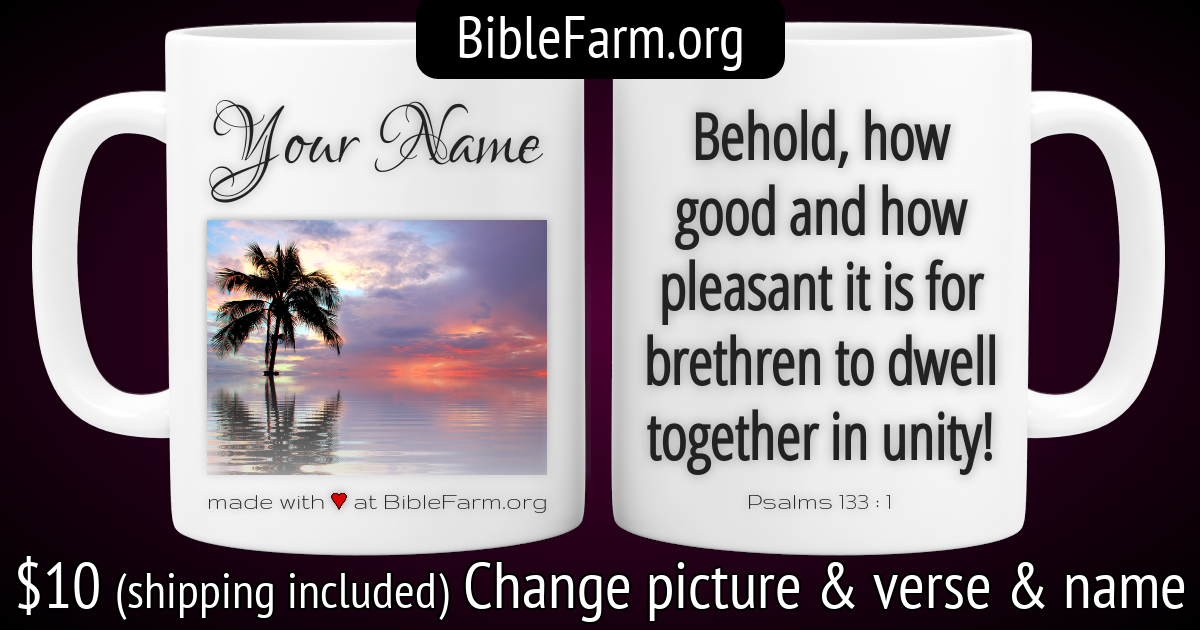 BibleFarm.org
Your Name
made with ♥ at BibleFarm.org
Behold, how
good and how
pleasant it is for
brethren to dwell
together in unity!
Psalms 133 : 1
$10 (shipping included) Change picture & verse & name